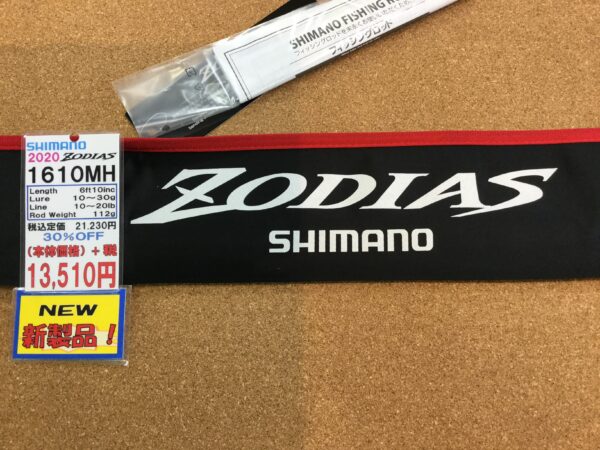 SHIMANO FISHING
フィッシングロッド
SHIMANO
2020 ZODIAS
1610MH
Length 6ft10inc
Lure 10～30g
Line 10～20lb
Rod Weight 112g
税込定価 21.230円
30%OFF
(本体価格)+税
13,510円
NEW
新製品！
ZODIAS
SHIMANO